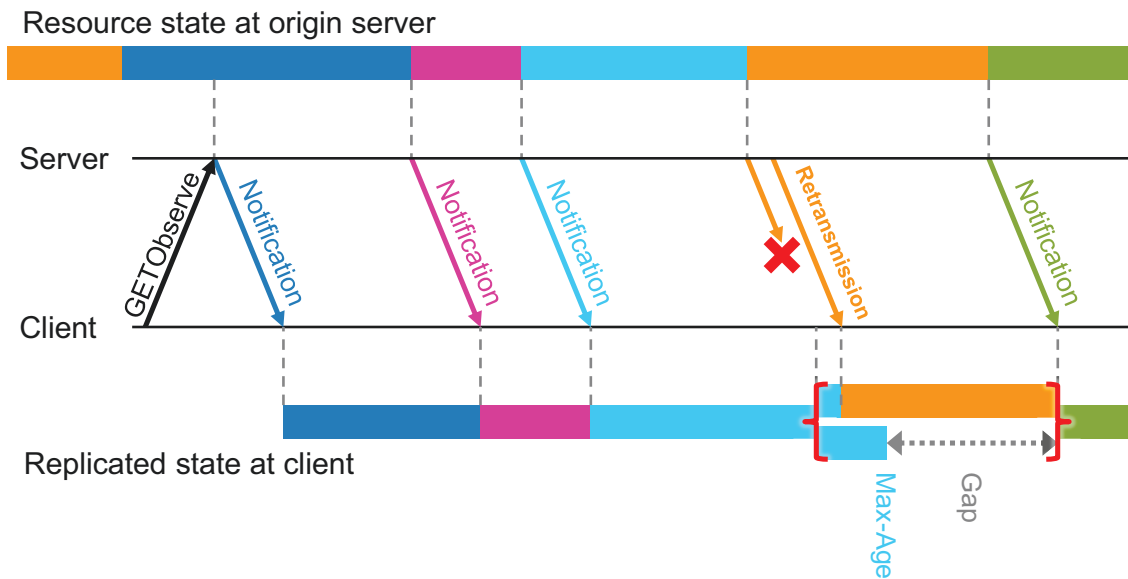 Resource state at origin server
Server
GETObserve
Notification
Notification
Notification
Retransmission
Notification
Client
Replicated state at client
Max-Age
Gap